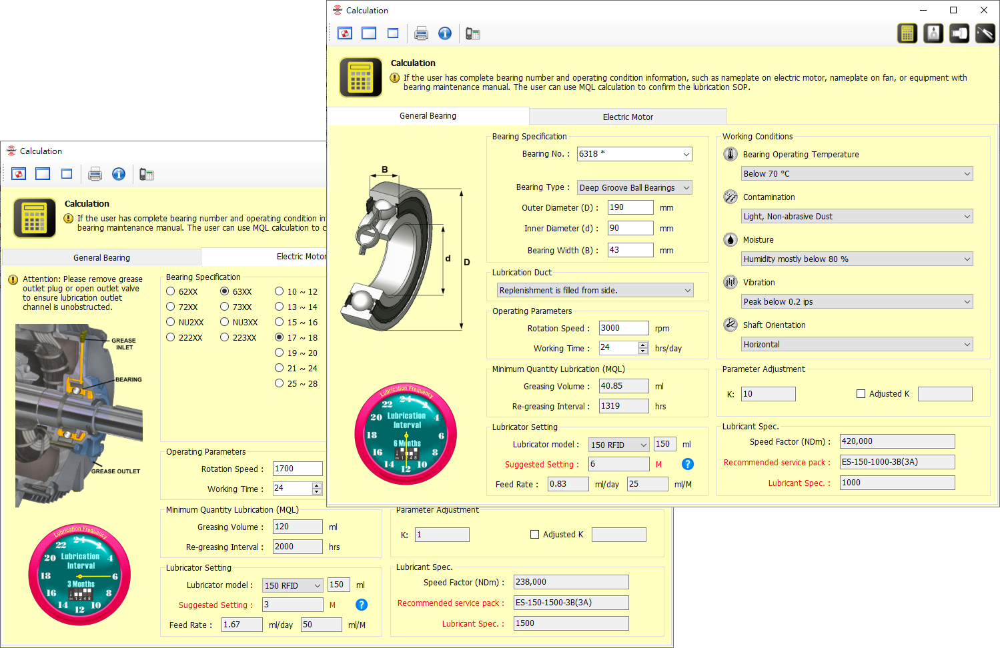 Calculation
Calculation
If the user has complete bearing number and operating condition information, such as nameplate on electric motor, nameplate on fan, or equipment with
bearing maintenance manual. The user can use MQL calculation to confirm the lubrication SOP.
General Bearing
Electric Motor
B
d
D
Bearing Specification
Bearing No. :
6318 *
Bearing Type :
Deep Groove Ball Bearings
Outer Diameter (D) :
190
mm
Inner Diameter (d) :
90
mm
Bearing Width (B) :
43
mm
Lubrication Duct
Replenishment is filled from side.
Operating Parameters
Rotation Speed :
3000
rpm
Working Time :
24
hrs/day
Minimum Quantity Lubrication (MQL)
Greasing Volume :
40.85
ml
Re-greasing Interval :
1319
hrs
Lubricator Setting
Lubricator model :
150 RFID
150
ml
Suggested Setting :
6
M
?
Feed Rate :
0.83
ml/day
25
ml/M
Working Conditions
Bearing Operating Temperature
Below 70 °C
Contamination
Light, Non-abrasive Dust
Moisture
Humidity mostly below 80 %
Vibration
Peak below 0.2 ips
Shaft Orientation
Horizontal
Parameter Adjustment
K:
10
Adjusted K
Lubricant Spec.
Speed Factor (NDm) :
420,000
Recommended service pack :
ES-150-1000-3B(3A)
Lubricant Spec. :
1000
Lubrication Frequency
24
2
4
6
8
10
12
14
16
18
20
22
Lubrication
Interval
6 Months
ON 1 2 4 8
Calculation
Calculation
If the user has complete bearing number and operating condition in
bearing maintenance manual. The user can use MQL calculation to c
General Bearing
Electric Motor
Attention: Please remove grease
outlet plug or open outlet valve
to ensure lubrication outlet
channel is unobstructed.
GREASE
INLET
BEARING
GREASE OUTLET
Bearing Specification
62XX
63XX
10 ~ 12
72XX
73XX
13 ~ 14
NU2XX
NU3XX
15 ~ 16
222XX
223XX
17 ~ 18
19 ~ 20
21 ~ 24
25 ~ 28
Operating Parameters
Rotation Speed :
1700
Working Time :
24
Minimum Quantity Lubrication (MQL)
Greasing Volume :
120
ml
Re-greasing Interval :
2000
hrs
Lubricator Setting
Lubricator model :
150 RFID
150
ml
Suggested Setting :
3
M
?
Feed Rate :
1.67
ml/day
50
ml/M
Parameter Adjustment
K:
1
Adjusted K
Lubricant Spec.
Speed Factor (NDm) :
238,000
Recommended service pack :
ES-150-1500-3B(3A)
Lubricant Spec. :
1500
Lubrication Frequency
24
2
4
6
8
10
12
14
16
18
20
22
Lubrication
Interval
3 Months
ON 1 2 4 8